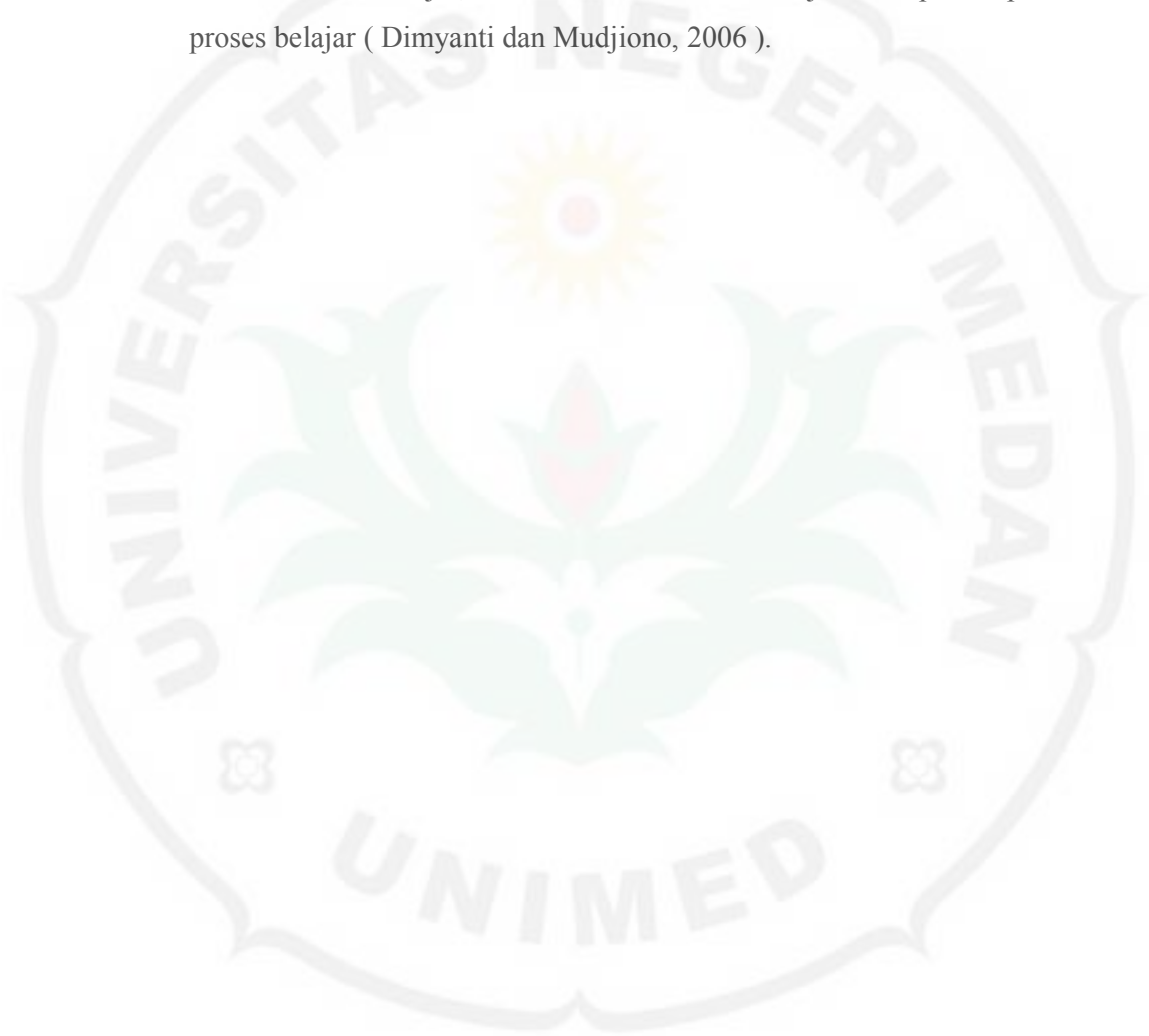 proses belajar ( Dimyanti dan Mudjiono, 2006 ).
UNIVERSITAS NEGERI MEDAN
UNIMED